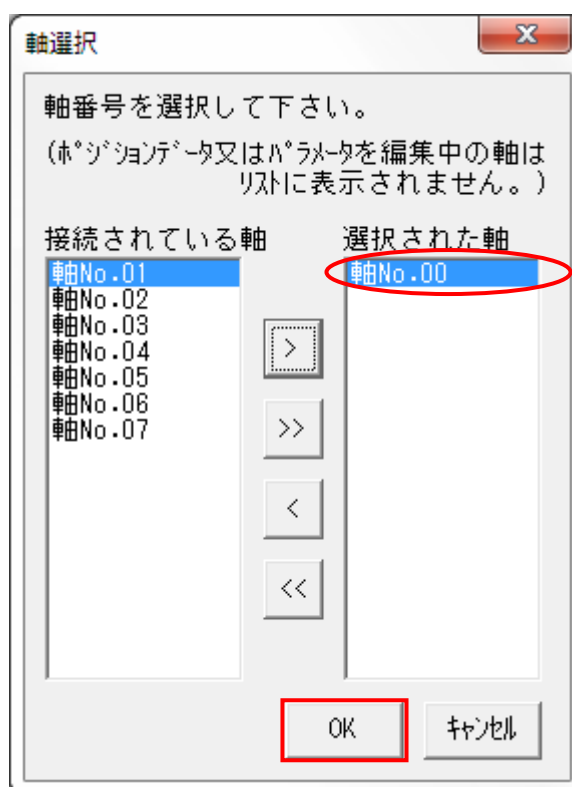 軸選択
軸番号を選択して下さい。
(ﾎﾟｼﾞｼｮﾝﾃﾞｰﾀ又はﾊﾟﾗﾒｰﾀを編集中の軸は
ﾘｽﾄに表示されません。)
接続されている軸
選択された軸
軸No.01
軸No.02
軸No.03
軸No.04
軸No.05
軸No.06
軸No.07
軸No.00
>
>>
<
<<
OK
ｷｬﾝｾﾙ